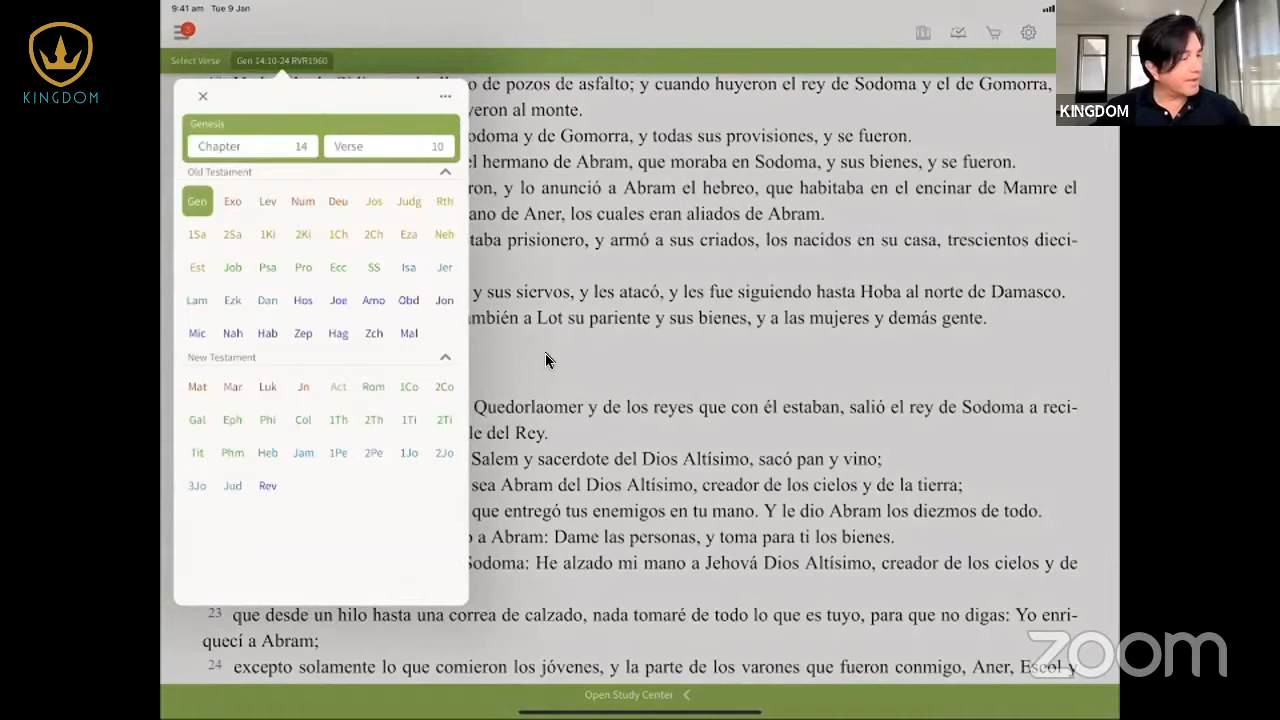 9:41 am Tue 9 Jan
3
Select Verse Gen 14:10-24 RVR1960
KINGDOM
KINGDOM
Genesis
Chapter 14 Verse 10
Old Testament
Gen Exo Lev Num Deu Jos Judg Rth
1Sa 2Sa 1Ki 2Ki 1Ch 2Ch Eza Neh
Est Job Psa Pro Ecc SS Isa Jer
Lam Ezk Dan Hos Joe Amo Obd Jon
Mic Nah Hab Zep Hag Zch Mal
New Testament
Mat Mar Luk Jn Act Rom 1Co 2Co
Gal Eph Phi Col 1Th 2Th 1Ti 2Ti
Tit Phm Heb Jam 1Pe 2Pe 1Jo 2Jo
3Jo Jud Rev
o de pozos de asfalto; y cuando huyeron el rey de Sodoma y el de Gomorra,
yeron al monte.
odoma y de Gomorra, y todas sus provisiones, y se fueron.
el hermano de Abram, que moraba en Sodoma, y sus bienes, y se fueron.
ron, y lo anunció a Abram el hebreo, que habitaba en el encinar de Mamre el
ano de Aner, los cuales eran aliados de Abram.
taba prisionero, y armó a sus criados, los nacidos en su casa, trescientos dieci-
y sus siervos, y les atacó, y les fue siguiendo hasta Hoba al norte de Damasco.
mbién a Lot su pariente y sus bienes, y a las mujeres y demás gente.
Quedorlaomer y de los reyes que con él estaban, salió el rey de Sodoma a reci-
le del Rey.
Salem y sacerdote del Dios Altísimo, sacó pan y vino;
sea Abram del Dios Altísimo, creador de los cielos y de la tierra;
que entregó tus enemigos en tu mano. Y le dio Abram los diezmos de todo.
o a Abram: Dame las personas, y toma para ti los bienes.
Sodoma: He alzado mi mano a Jehová Dios Altísimo, creador de los cielos y de
23 que desde un hilo hasta una correa de calzado, nada tomaré de todo lo que es tuyo, para que no digas: Yo enri-
quecí a Abram;
24 excepto solamente lo que comieron los jóvenes, y la parte de los varones que fueron conmigo, Aner, Escol y
zoom
Open Study Center